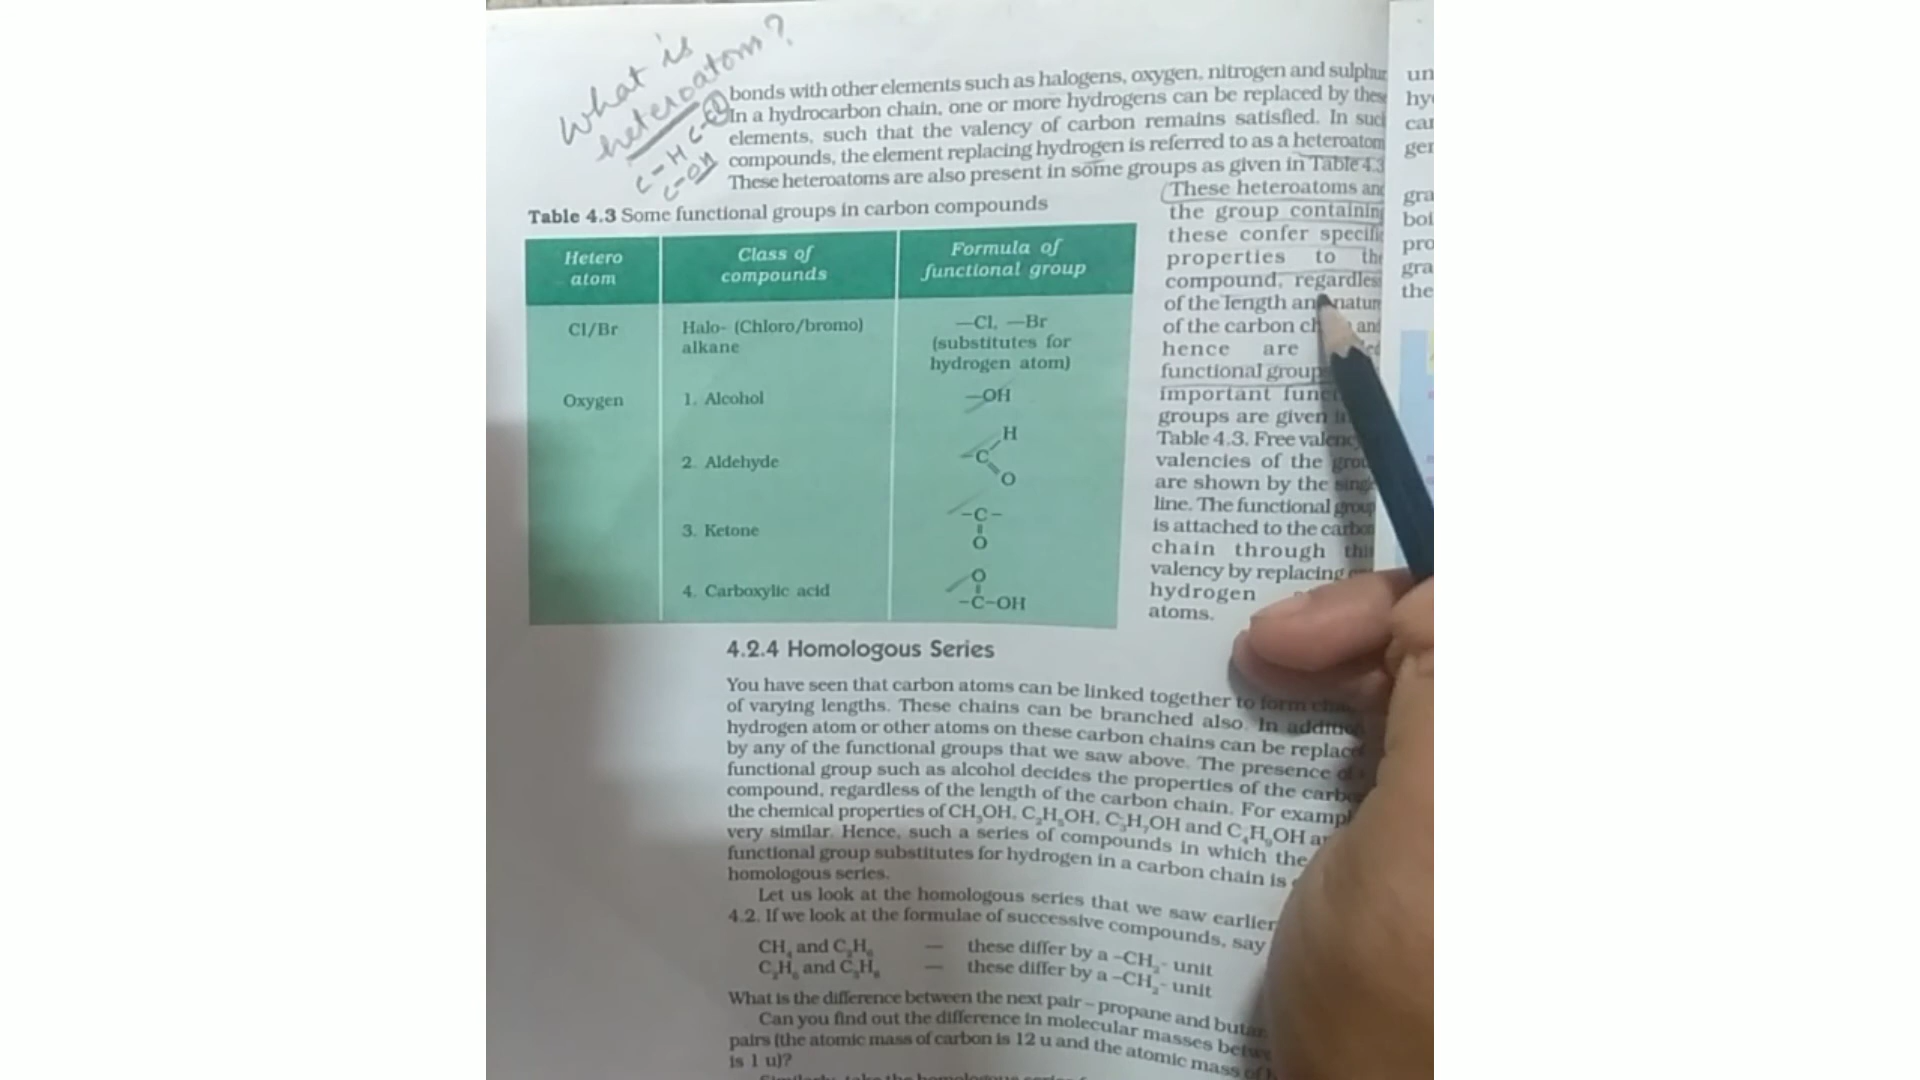 What is
heteroatom?
C-H C-Cl
C-OH
bonds with other elements such as halogens, oxygen, nitrogen and sulphur
In a hydrocarbon chain, one or more hydrogens can be replaced by these
elements, such that the valency of carbon remains satisfied. In such
compounds, the element replacing hydrogen is referred to as a heteroatom
These heteroatoms are also present in some groups as given in Table 4.3
Table 4.3 Some functional groups in carbon compounds
Hetero atom
Class of compounds
Formula of functional group
Cl/Br
Halo- (Chloro/bromo) alkane
—Cl, —Br
(substitutes for
hydrogen atom)
Oxygen
1. Alcohol
—OH
2. Aldehyde
H
-C
O
3. Ketone
-C-
O
4. Carboxylic acid
O
-C-OH
These heteroatoms and
the group containing
these confer specific
properties to the
compound, regardless
of the length and nature
of the carbon and
hence are
functional groups
important
groups are given
Table 4.3. Free valency
valencies of the group
are shown by the single
line. The functional group
is attached to the carbon
chain through this
valency by replacing
hydrogen
atoms.
4.2.4 Homologous Series
You have seen that carbon atoms can be linked together to form
of varying lengths. These chains can be branched also. In addition
hydrogen atom or other atoms on these carbon chains can be replaced
by any of the functional groups that we saw above. The presence
functional group such as alcohol decides the properties of the carbon
compound, regardless of the length of the carbon chain. For example
the chemical properties of CH₃OH, C₂H₅OH, C₃H₇OH and C₄H₉OH
very similar. Hence, such a series of compounds in which the
functional group substitutes for hydrogen in a carbon chain is
homologous series.
Let us look at the homologous series that we saw earlier
4.2. If we look at the formulae of successive compounds, say
CH₄ and C₂H₆ — these differ by a –CH₂- unit
C₂H₆ and C₃H₈ — these differ by a –CH₂- unit
What is the difference between the next pair – propane and
Can you find out the difference in molecular masses
pairs (the atomic mass of carbon is 12 u and the atomic mass of
is 1 u)?
un
gra
boi
pro
gra
the